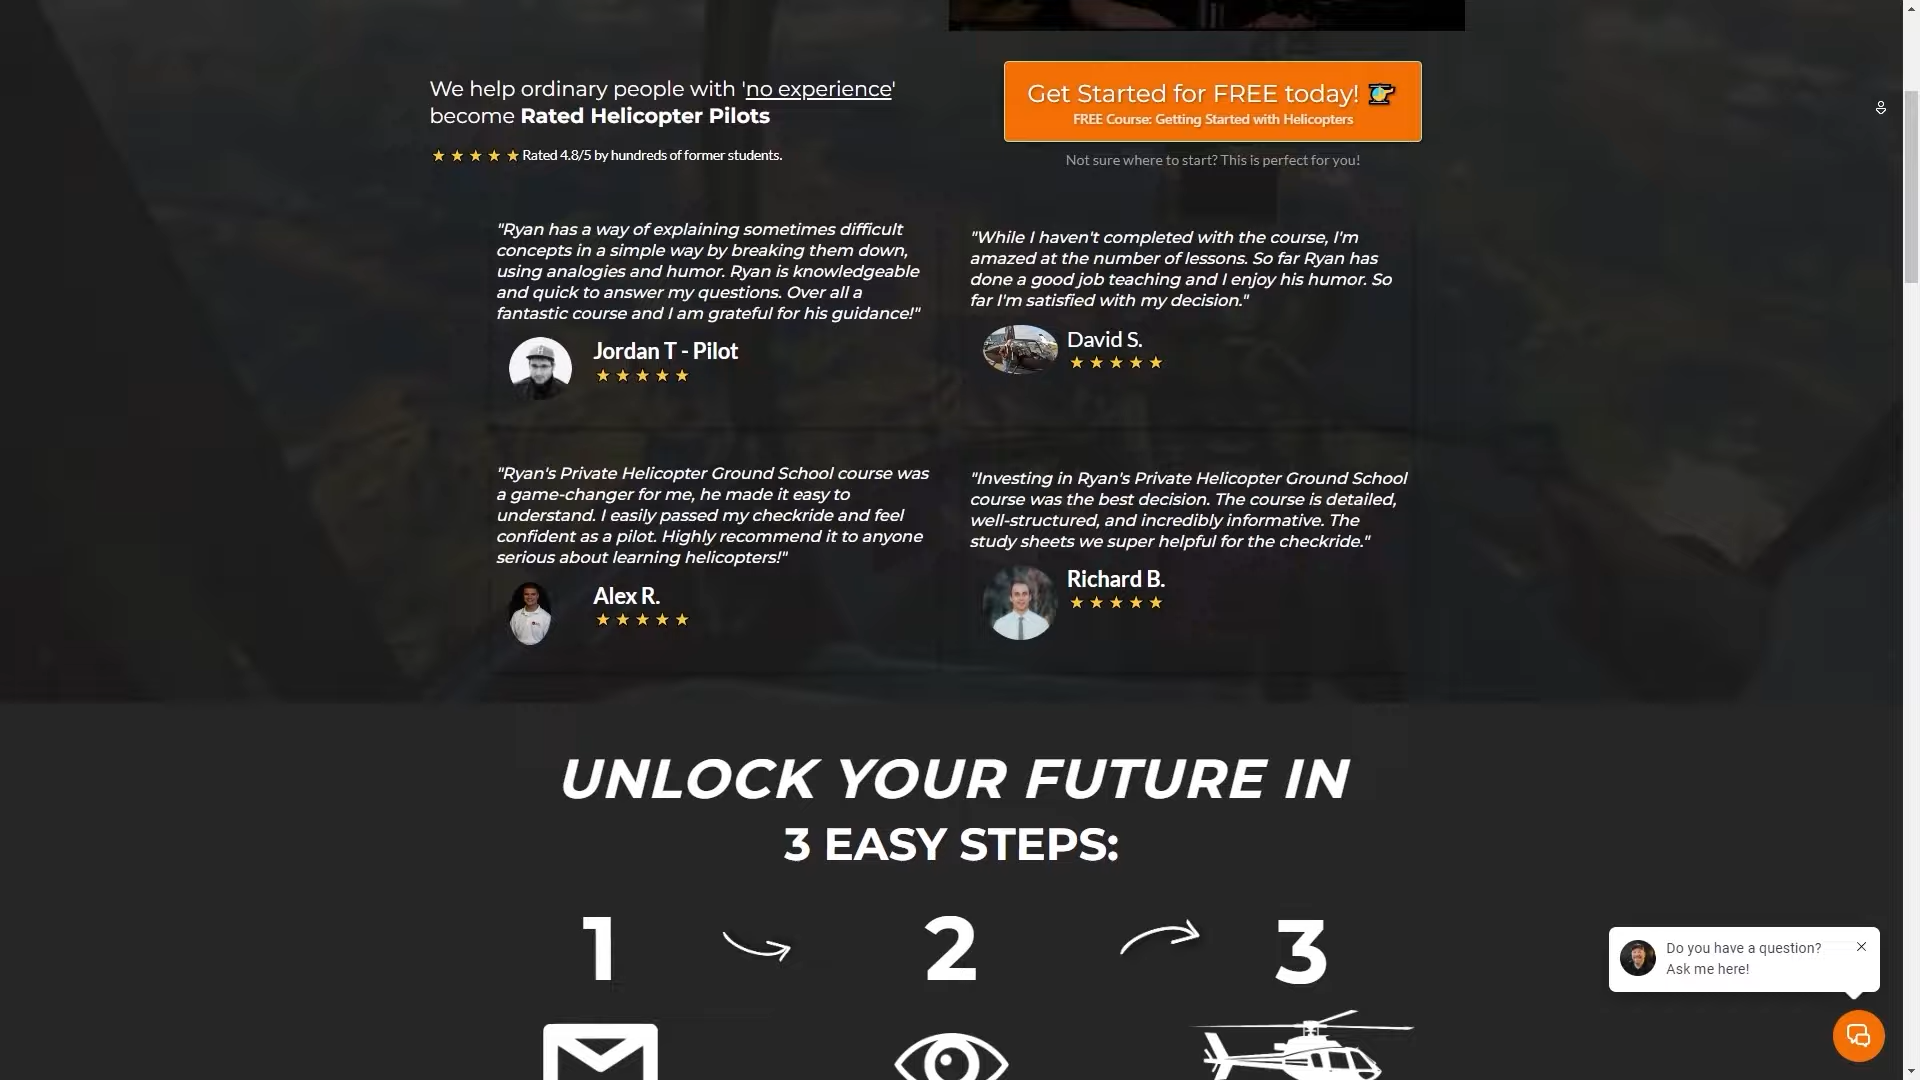 We help ordinary people with 'no experience'
become Rated Helicopter Pilots
Rated 4.8/5 by hundreds of former students.
Get Started for FREE today!
FREE Course: Getting Started with Helicopters
Not sure where to start? This is perfect for you!
"Ryan has a way of explaining sometimes difficult
concepts in a simple way by breaking them down,
using analogies and humor. Ryan is knowledgeable
and quick to answer my questions. Over all a
fantastic course and I am grateful for his guidance!"
Jordan T - Pilot
"While I haven't completed with the course, I'm
amazed at the number of lessons. So far Ryan has
done a good job teaching and I enjoy his humor. So
far I'm satisfied with my decision."
David S.
"Ryan's Private Helicopter Ground School course was
a game-changer for me, he made it easy to
understand. I easily passed my checkride and feel
confident as a pilot. Highly recommend it to anyone
serious about learning helicopters!"
Alex R.
"Investing in Ryan's Private Helicopter Ground School
course was the best decision. The course is detailed,
well-structured, and incredibly informative. The
study sheets we super helpful for the checkride."
Richard B.
UNLOCK YOUR FUTURE IN
3 EASY STEPS:
1
2
3
Do you have a question?
Ask me here!